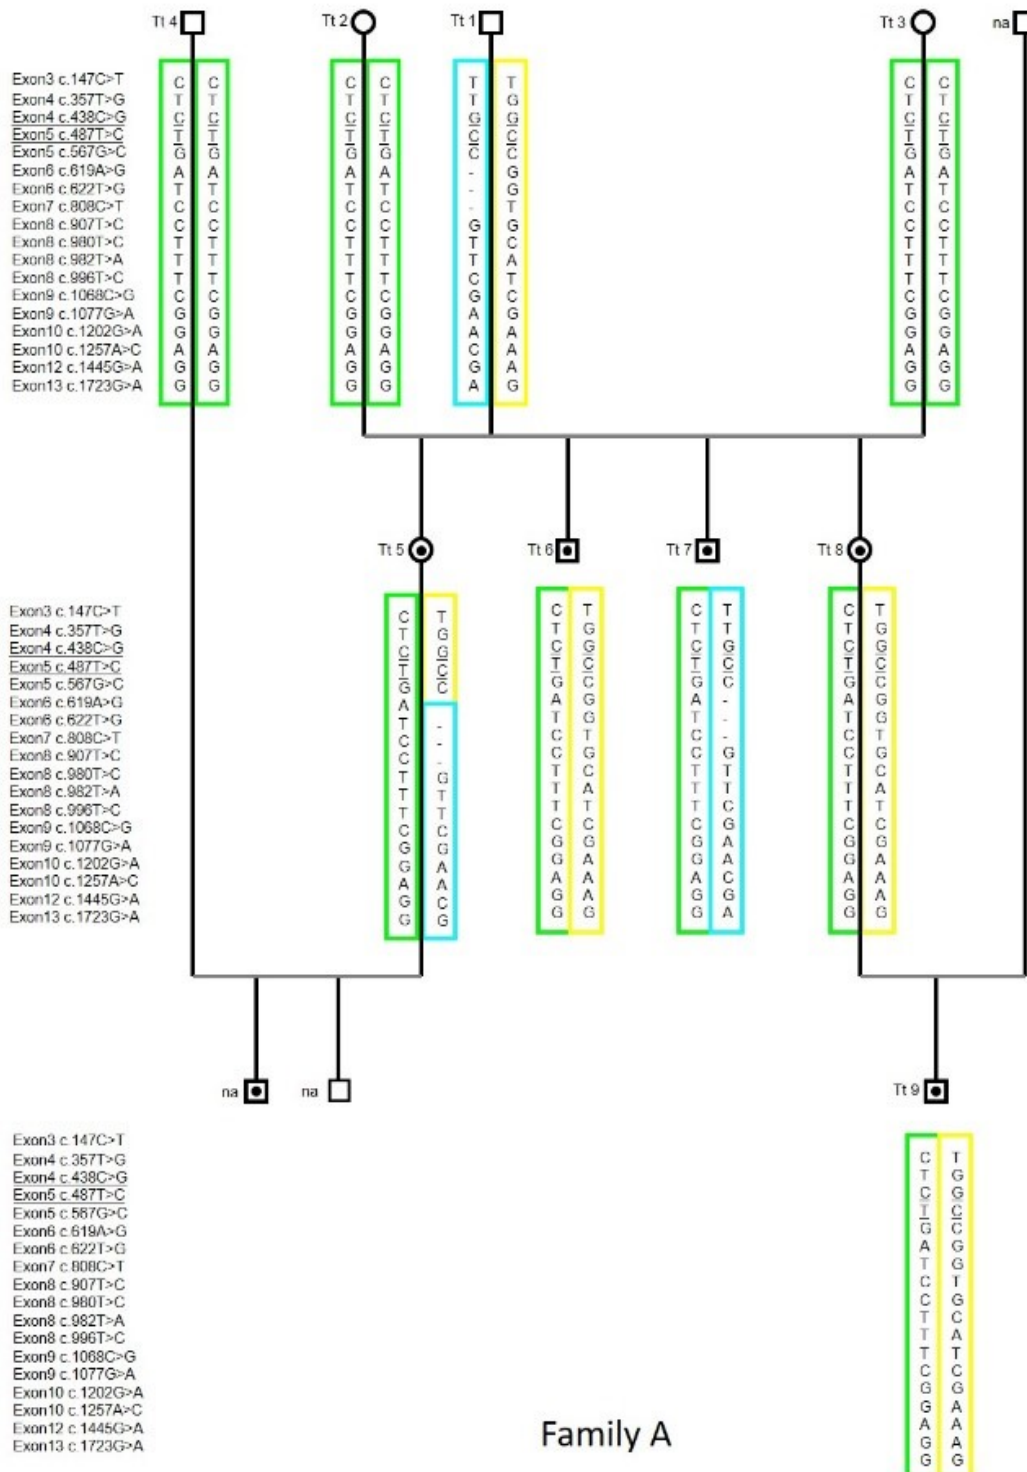 Tt 4 Tt 2 Tt 1 Tt 3 na
Exon3 c.147C>T C C C C T T C C
Exon4 c.357T>G T T T T T G T T
Exon4 c.438C>G C C C C G G C C
Exon5 c.487T>C T T T T C C T T
Exon5 c.567G>C G G G G C C G G
Exon6 c.619A>G A A A A - G A A
Exon6 c.622T>G T T T T - G T T
Exon7 c.808C>T C C C C - T C C
Exon8 c.907T>C C C C C G G C C
Exon8 c.980T>C T T T T T C T T
Exon8 c.982T>A T T T T T A T T
Exon8 c.996T>C T T T T C T T T
Exon9 c.1068C>G C C C C G C C C
Exon9 c.1077G>A G G G G A G G G
Exon10 c.1202G>A G G G G A A G G
Exon10 c.1257A>C A A A A C A A A
Exon12 c.1445G>A G G G G G A G G
Exon13 c.1723G>A G G G G A G G G
Tt 5 Tt 6 Tt 7 Tt 8
Exon3 c.147C>T C T C T C T C T
Exon4 c.357T>G T G T G T T T G
Exon4 c.438C>G C G C G C G C G
Exon5 c.487T>C T C T C T C T C
Exon5 c.567G>C G C G C G C G C
Exon6 c.619A>G A A G A - A G
Exon6 c.622T>G T - T G T - T G
Exon7 c.808C>T C - C T C - C T
Exon8 c.907T>C C - C G C G C G
Exon8 c.980T>C T G T C T T T C
Exon8 c.982T>A T T T A T T T A
Exon8 c.996T>C T T T T T C T T
Exon9 c.1068C>G C C C C C G C C
Exon9 c.1077G>A G G G G G A G G
Exon10 c.1202G>A G A G A G A G A
Exon10 c.1257A>C A A A A A C A A
Exon12 c.1445G>A G C G A G G G A
Exon13 c.1723G>A G G G G G A G G
na na Tt 9
Exon3 c.147C>T C T
Exon4 c.357T>G T G
Exon4 c.438C>G C G
Exon5 c.487T>C T C
Exon5 c.567G>C G C
Exon6 c.619A>G A G
Exon6 c.622T>G T G
Exon7 c.808C>T C T
Exon8 c.907T>C C G
Exon8 c.980T>C T C
Exon8 c.982T>A T A
Exon8 c.996T>C T T
Exon9 c.1068C>G C C
Exon9 c.1077G>A G G
Exon10 c.1202G>A G A
Exon10 c.1257A>C A A
Exon12 c.1445G>A G A
Exon13 c.1723G>A G G
Family A